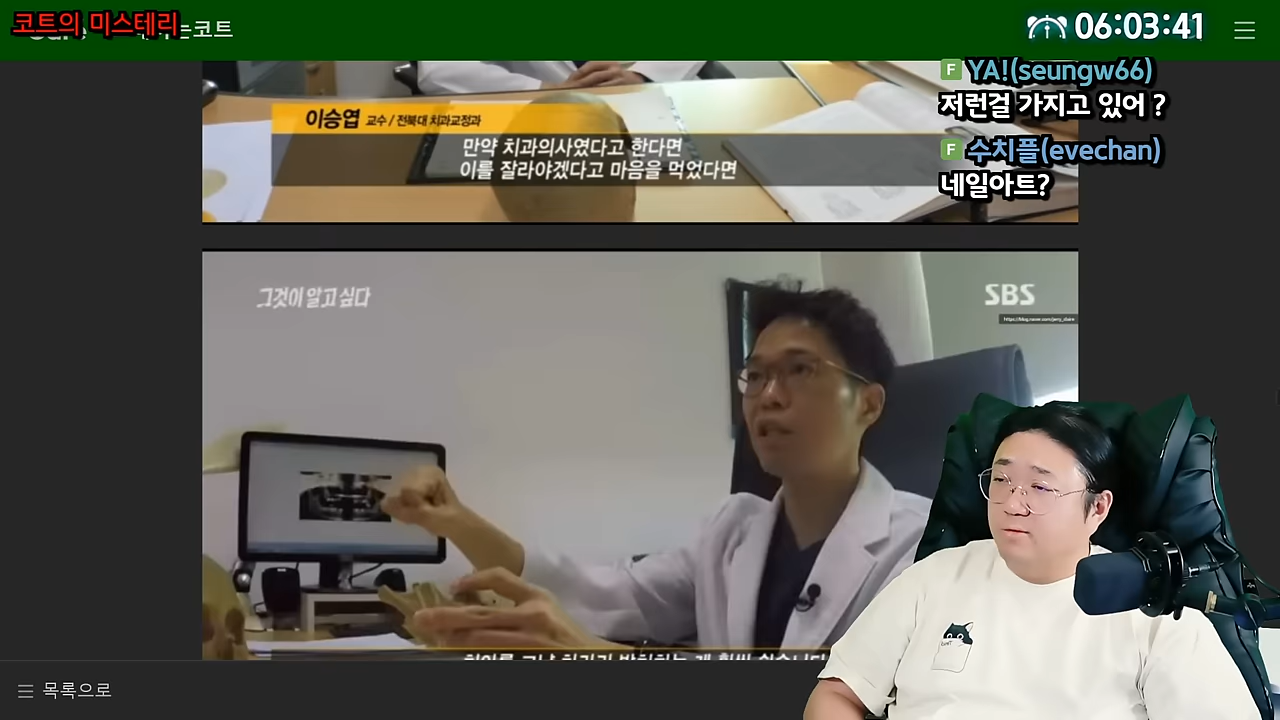 코트의 미스테리
는코트
06:03:41
F YA!(seungw66)
저런걸 가지고 있어 ?
F 수치플(evechan)
네일아트?
이승엽 교수 / 전북대 치과교정과
만약 치과의사였다고 한다면
이를 잘라야겠다고 마음을 먹었다면
그것이 알고싶다
SBS
목록으로